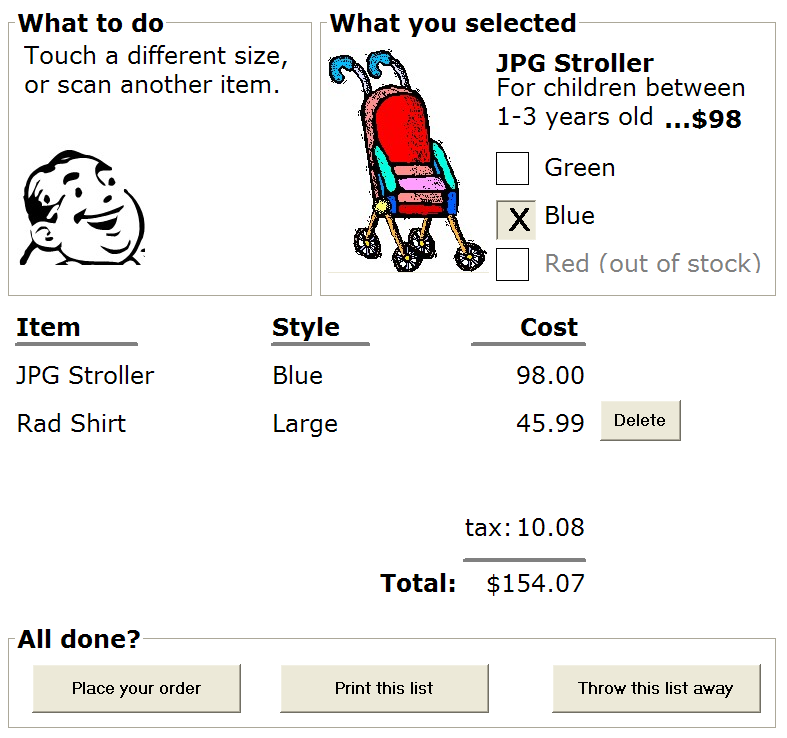 What to do
Touch a different size,
or scan another item.
What you selected
JPG Stroller
For children between
1-3 years old ...$98
Green
X Blue
Red (out of stock)
Item Style Cost
JPG Stroller Blue 98.00
Rad Shirt Large 45.99 Delete
tax: 10.08
Total: $154.07
All done?
Place your order Print this list Throw this list away